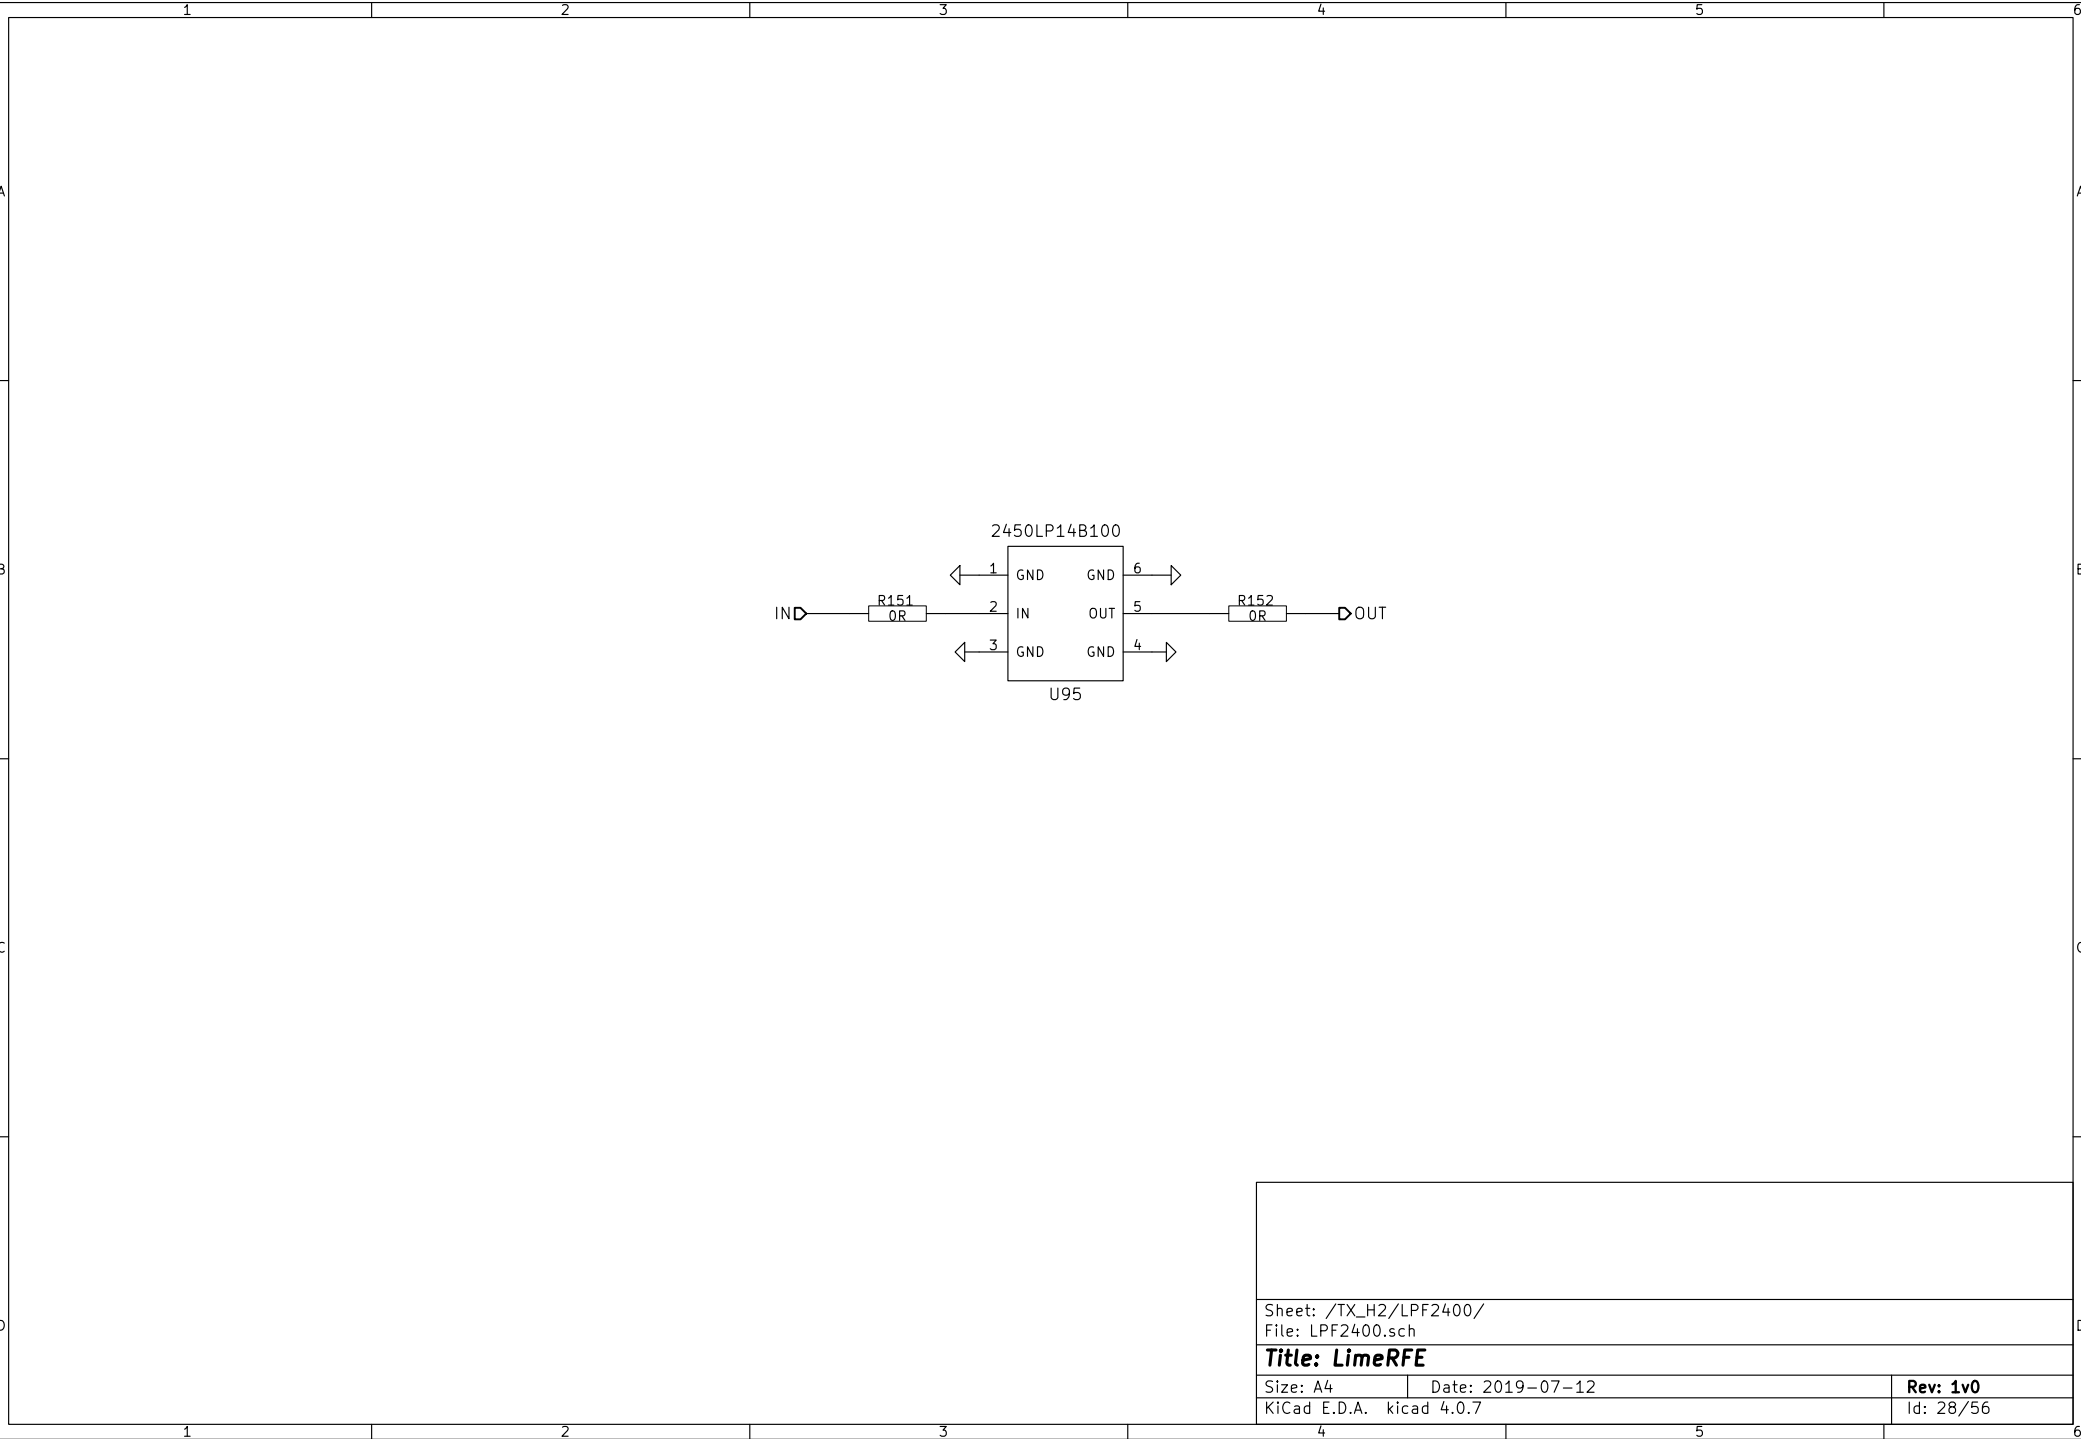 1 2 3 4 5 6
A A
2450LP14B100
1 GND GND 6
B
R151 R152
IN 0R 2 IN OUT 5 0R OUT
3 GND GND 4
U95
C
Sheet: /TX_H2/LPF2400/
File: LPF2400.sch
D
Title: LimeRFE
Size: A4 Date: 2019-07-12 Rev: 1v0
KiCad E.D.A. kicad 4.0.7 Id: 28/56
1 2 3 4 5 6